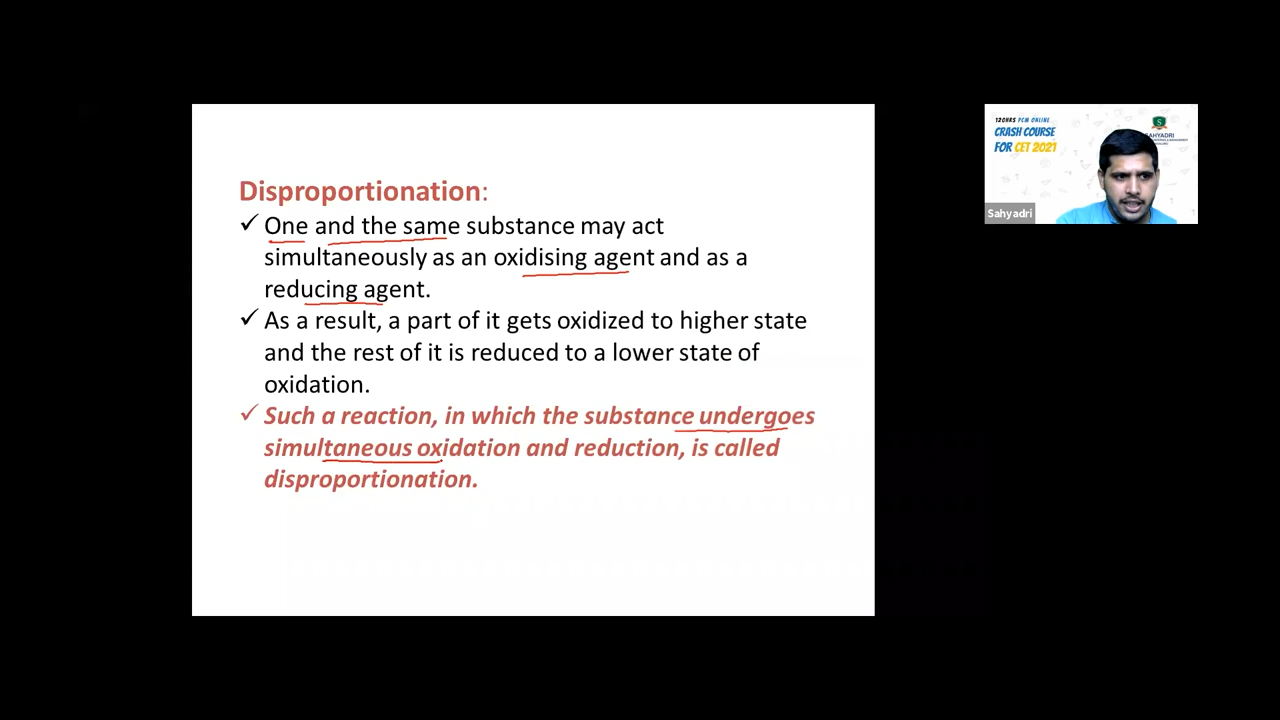 Disproportionation:
✓ One and the same substance may act
simultaneously as an oxidising agent and as a
reducing agent.
✓ As a result, a part of it gets oxidized to higher state
and the rest of it is reduced to a lower state of
oxidation.
✓ Such a reaction, in which the substance undergoes
simultaneous oxidation and reduction, is called
disproportionation.
120HRS PCM ONLINE
CRASH COURSE
FOR CET 2021
Sahyadri